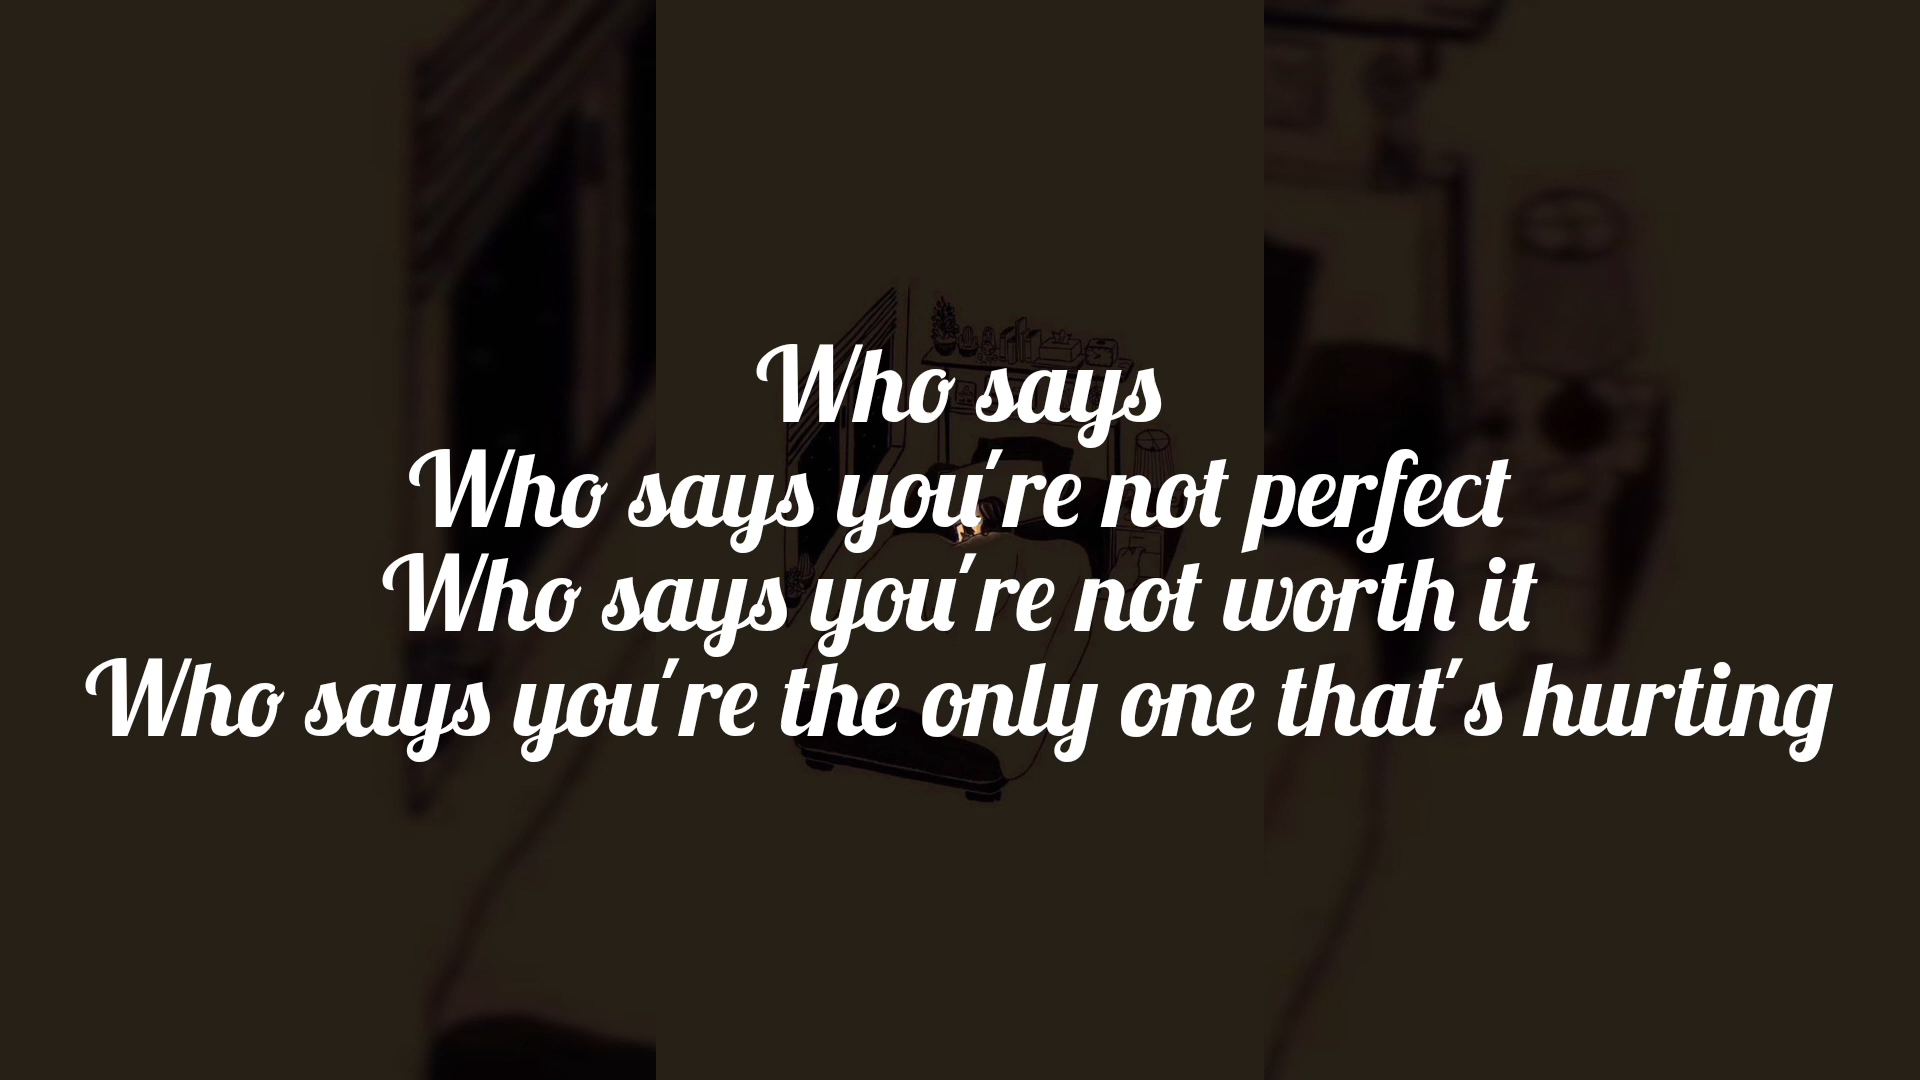 Who says
Who says you're not perfect
Who says you're not worth it
Who says you're the only one that's hurting